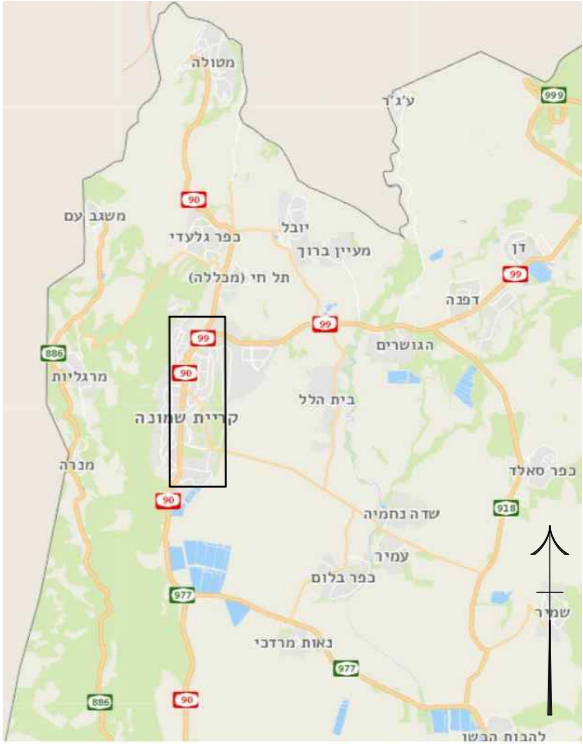 מטולה
ע'ג'ר
999
90
משגב עם
יובל
כפר גלעדי
מעיין ברוך
דן
תל חי (מכללה)
99
דפנה
99
99
הגושרים
886
90
מרגליות
בית הלל
קריית שמונה
מנרה
כפר סאלד
90
918
שדה נחמיה
עמיר
כפר בלום
977
שמיר
נאות מרדכי
977
886
90
להבות הבשן